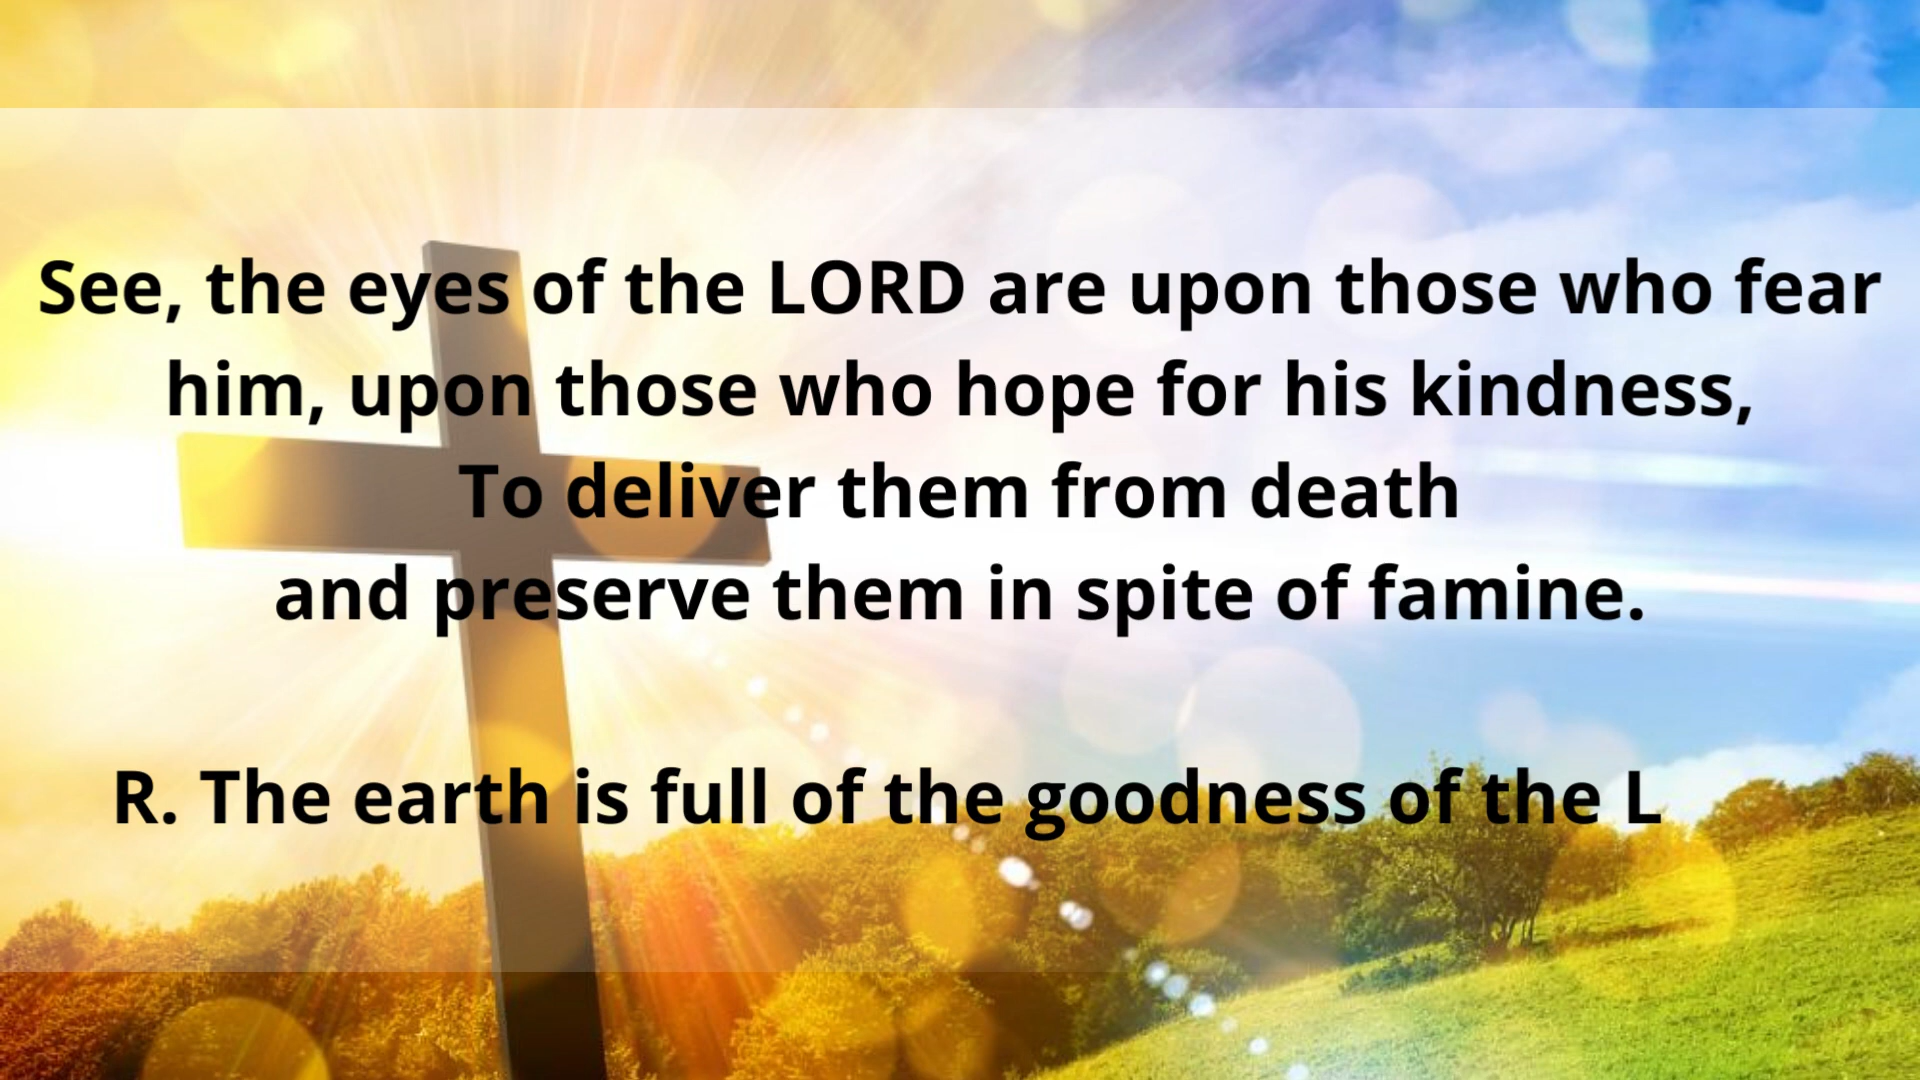 See, the eyes of the LORD are upon those who fear
him, upon those who hope for his kindness,
To deliver them from death
and preserve them in spite of famine.
R. The earth is full of the goodness of the L